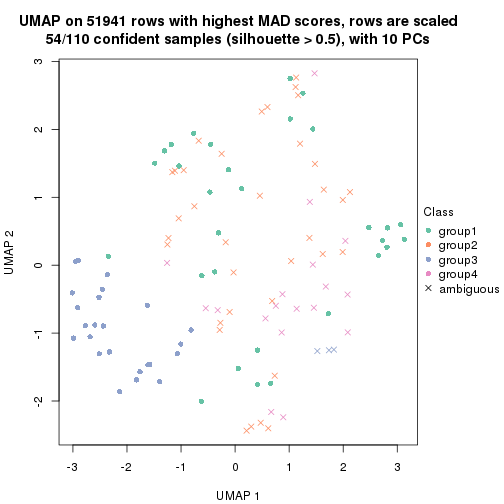 UMAP on 51941 rows with highest MAD scores, rows are scaled
54/110 confident samples (silhouette > 0.5), with 10 PCs
3
2
1
0
-1
-2
UMAP 2
-3
-2
-1
0
1
2
3
UMAP 1
Class
group1
group2
group3
group4
ambiguous